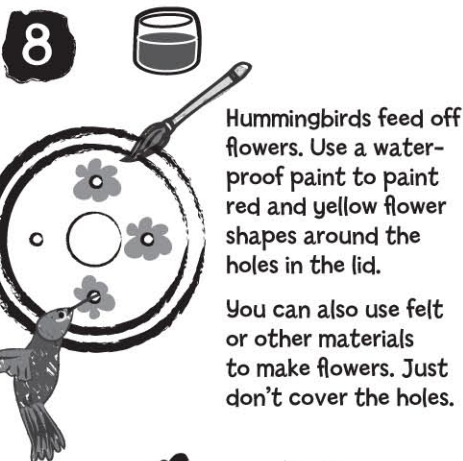 8
Hummingbirds feed off
flowers. Use a water-
proof paint to paint
red and yellow flower
shapes around the
holes in the lid.
You can also use felt
or other materials
to make flowers. Just
don't cover the holes.